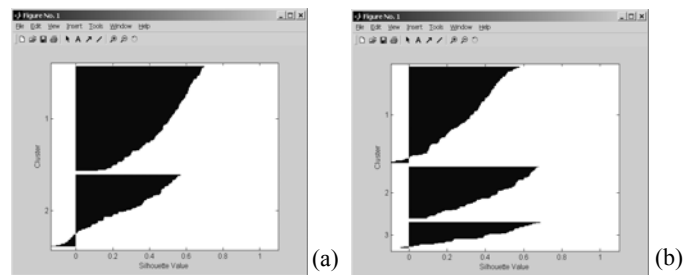 Figure No. 1
File Edit View Insert Tools Window Help
1
2
Cluster
0 0.2 0.4 0.6 0.8 1
Silhouette Value
(a)
Figure No. 1
File Edit View Insert Tools Window Help
1
2
3
Cluster
0 0.2 0.4 0.6 0.8 1
Silhouette Value
(b)